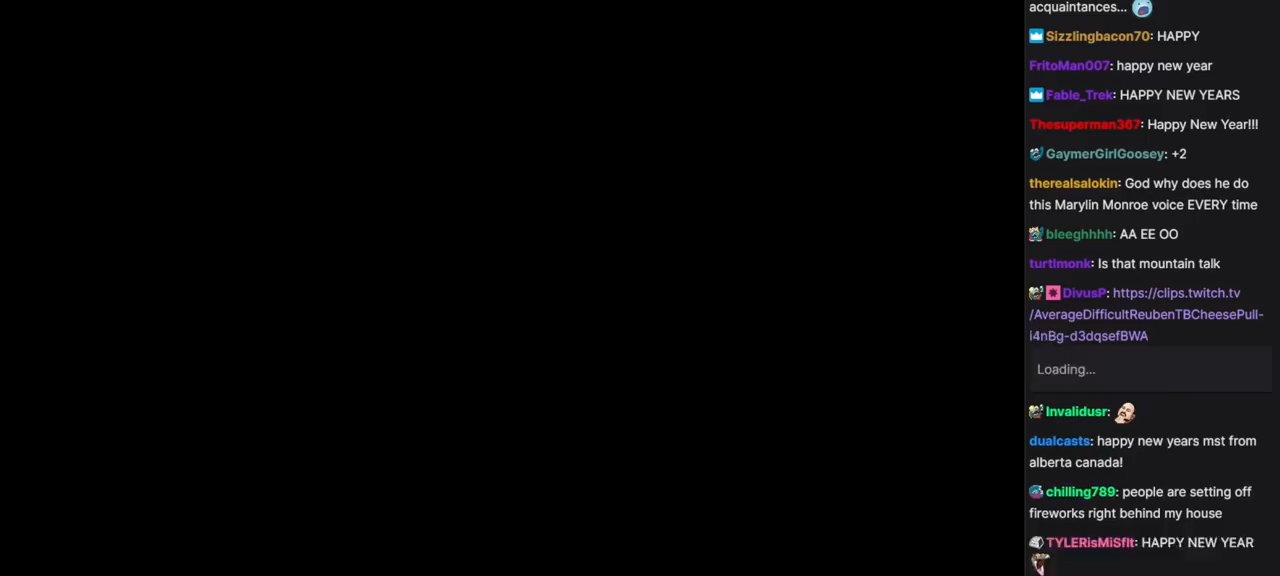 acquaintances...
Sizzlingbacon70: HAPPY
FritoMan007: happy new year
Fable_Trek: HAPPY NEW YEARS
Thesuperman367: Happy New Year!!!
GaymerGirlGoosey: +2
therealsalokin: God why does he do
this Marylin Monroe voice EVERY time
bleeghhhh: AA EE OO
turtlmonk: Is that mountain talk
DivusP: https://clips.twitch.tv
/AverageDifficultReubenTBCheesePull-
i4nBg-d3dqsefBWA
Loading...
Invalidusr:
dualcasts: happy new years mst from
alberta canada!
chilling789: people are setting off
fireworks right behind my house
TYLERisMiSfIt: HAPPY NEW YEAR